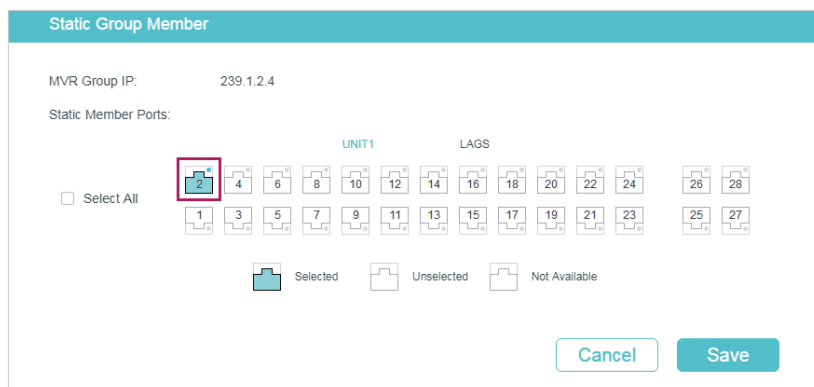 Static Group Member
MVR Group IP: 239.1.2.4
Static Member Ports:
UNIT1 LAGS
2 4 6 8 10 12 14 16 18 20 22 24 26 28
Select All
1 3 5 7 9 11 13 15 17 19 21 23 25 27
Selected Unselected Not Available
Cancel Save